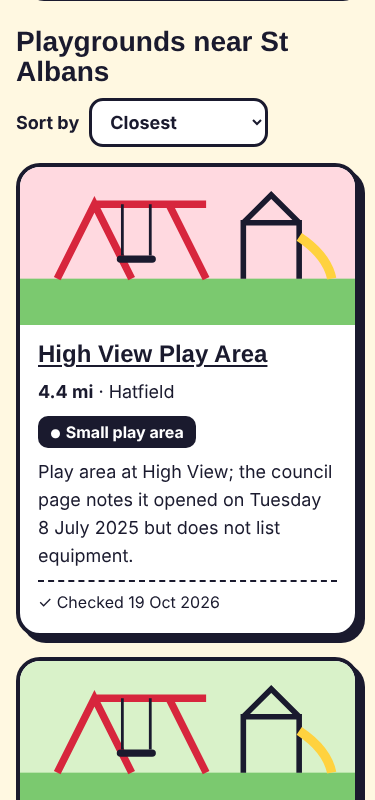 Playgrounds near St
Albans
Sort by Closest
High View Play Area
4.4 mi · Hatfield
Small play area
Play area at High View; the council
page notes it opened on Tuesday
8 July 2025 but does not list
equipment.
✓ Checked 19 Oct 2026